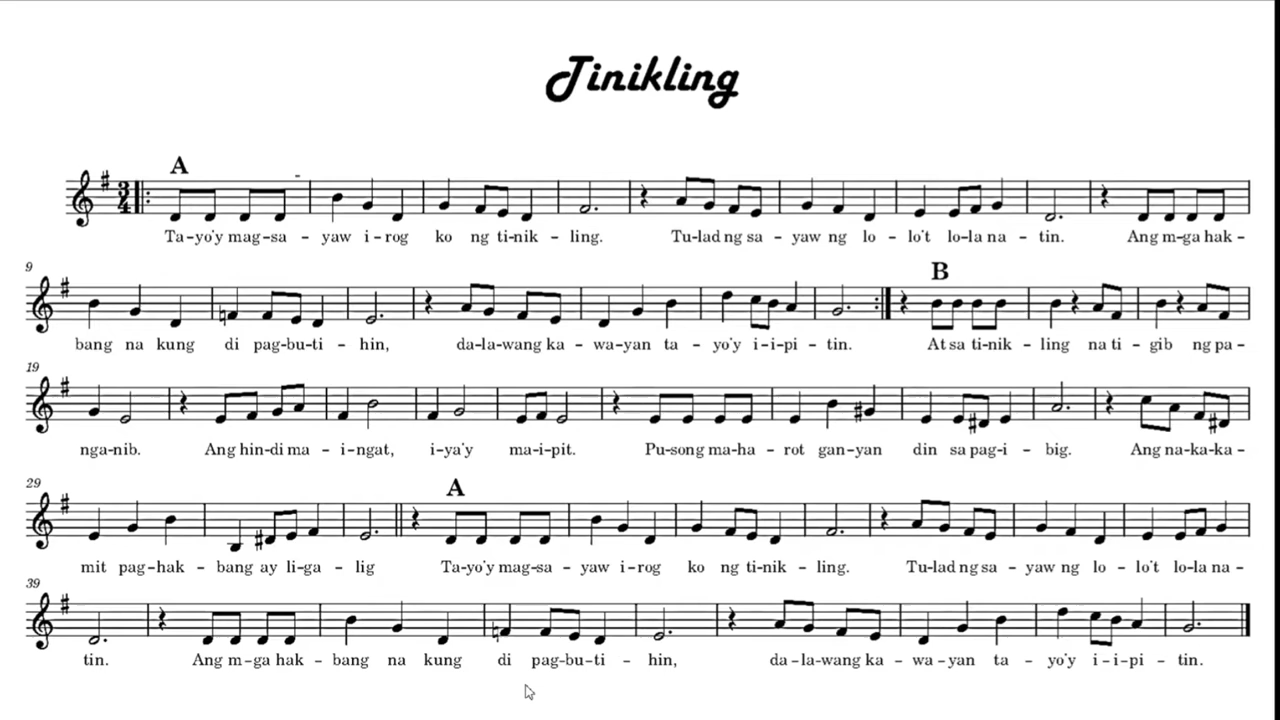 Tinikling
A
Ta-yo'y mag-sa - yaw i-rog ko ng ti-nik - ling. Tu-lad ng sa - yaw ng lo - lo't lo-la na - tin. Ang m-ga hak -
9
B
bang na kung di pag-bu-ti - hin, da-la-wang ka - wa-yan ta - yo'y i-i-pi - tin. At sa ti-nik - ling na ti - gib ng pa -
19
nga-nib. Ang hin-di ma - i-ngat, i-ya'y ma-i-pit. Pu-song ma-ha - rot gan-yan din sa pag-i - big. Ang na-ka-ka -
29
A
mit pag-hak - bang ay li-ga - lig Ta-yo'y mag-sa - yaw i-rog ko ng ti-nik - ling. Tu-lad ng sa - yaw ng lo - lo't lo-la na -
39
tin. Ang m-ga hak - bang na kung di pag-bu-ti - hin, da-la-wang ka - wa-yan ta - yo'y i-i-pi - tin.